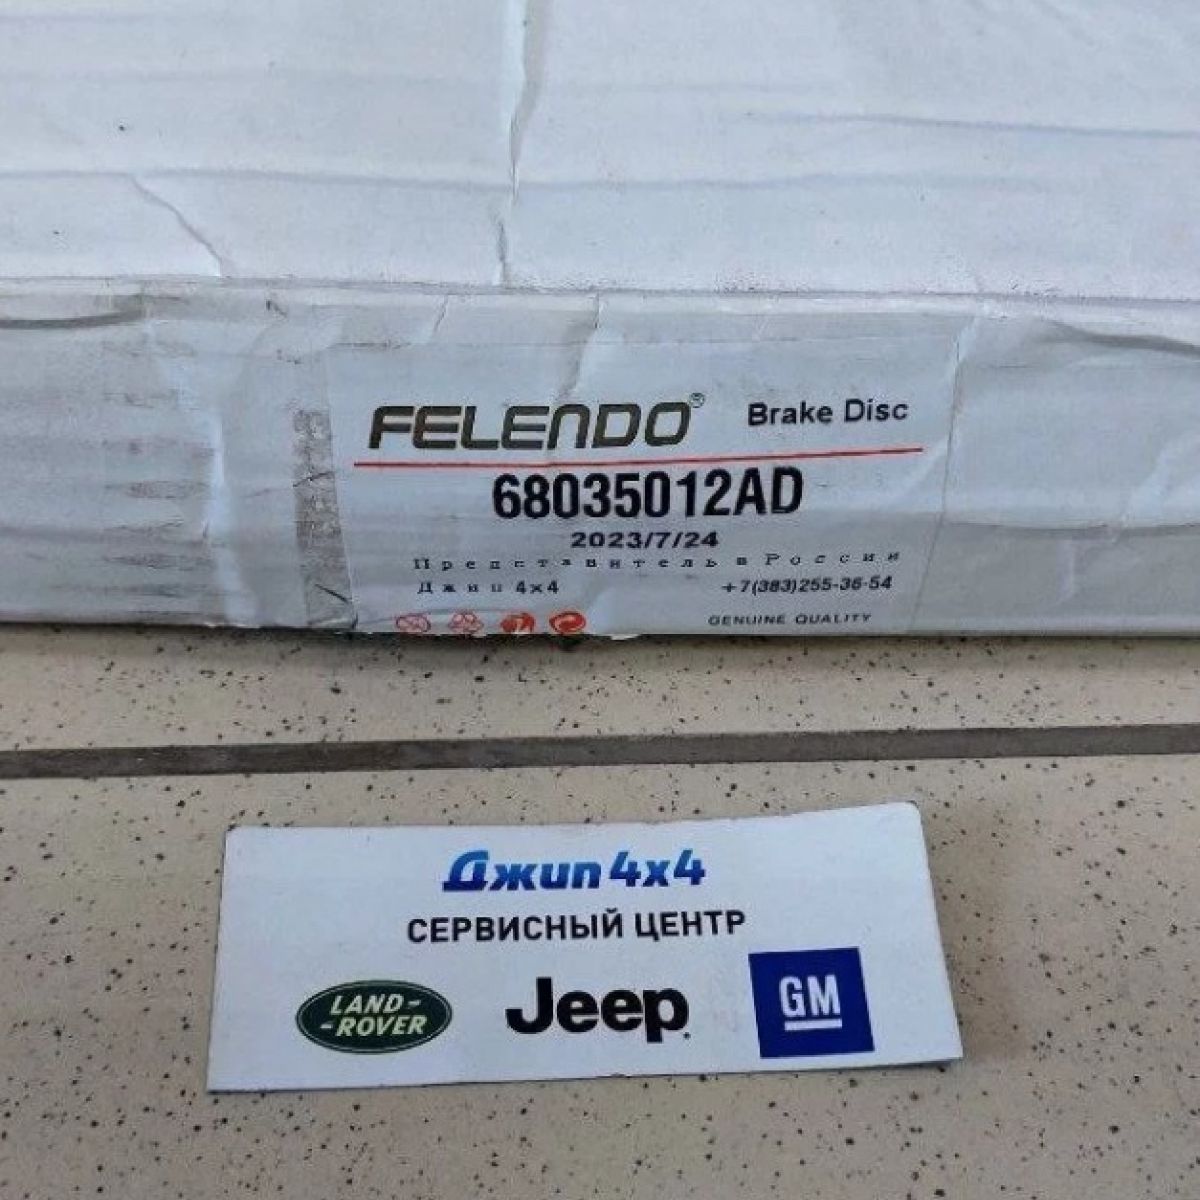 FELENDO® Brake Disc
68035012AD
2023/7/24
Представитель в России
Джип 4x4 +7(383)255-36-54
GENUINE QUALITY
Джип 4x4
СЕРВИСНЫЙ ЦЕНТР
LAND-
-ROVER
Jeep
GM